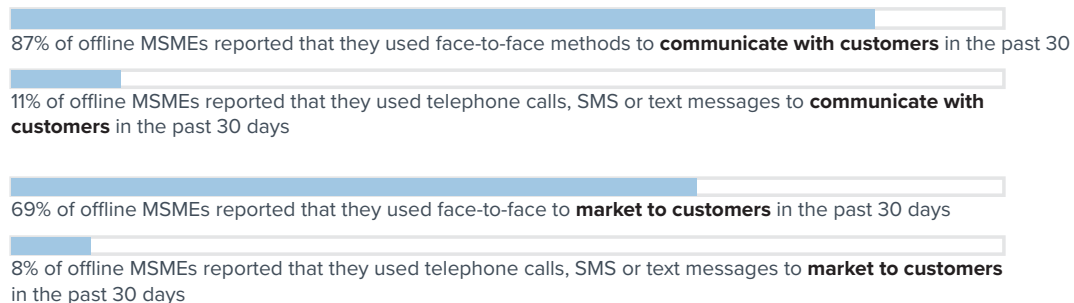 87% of offline MSMEs reported that they used face-to-face methods to communicate with customers in the past 30
11% of offline MSMEs reported that they used telephone calls, SMS or text messages to communicate with
customers in the past 30 days
69% of offline MSMEs reported that they used face-to-face to market to customers in the past 30 days
8% of offline MSMEs reported that they used telephone calls, SMS or text messages to market to customers
in the past 30 days